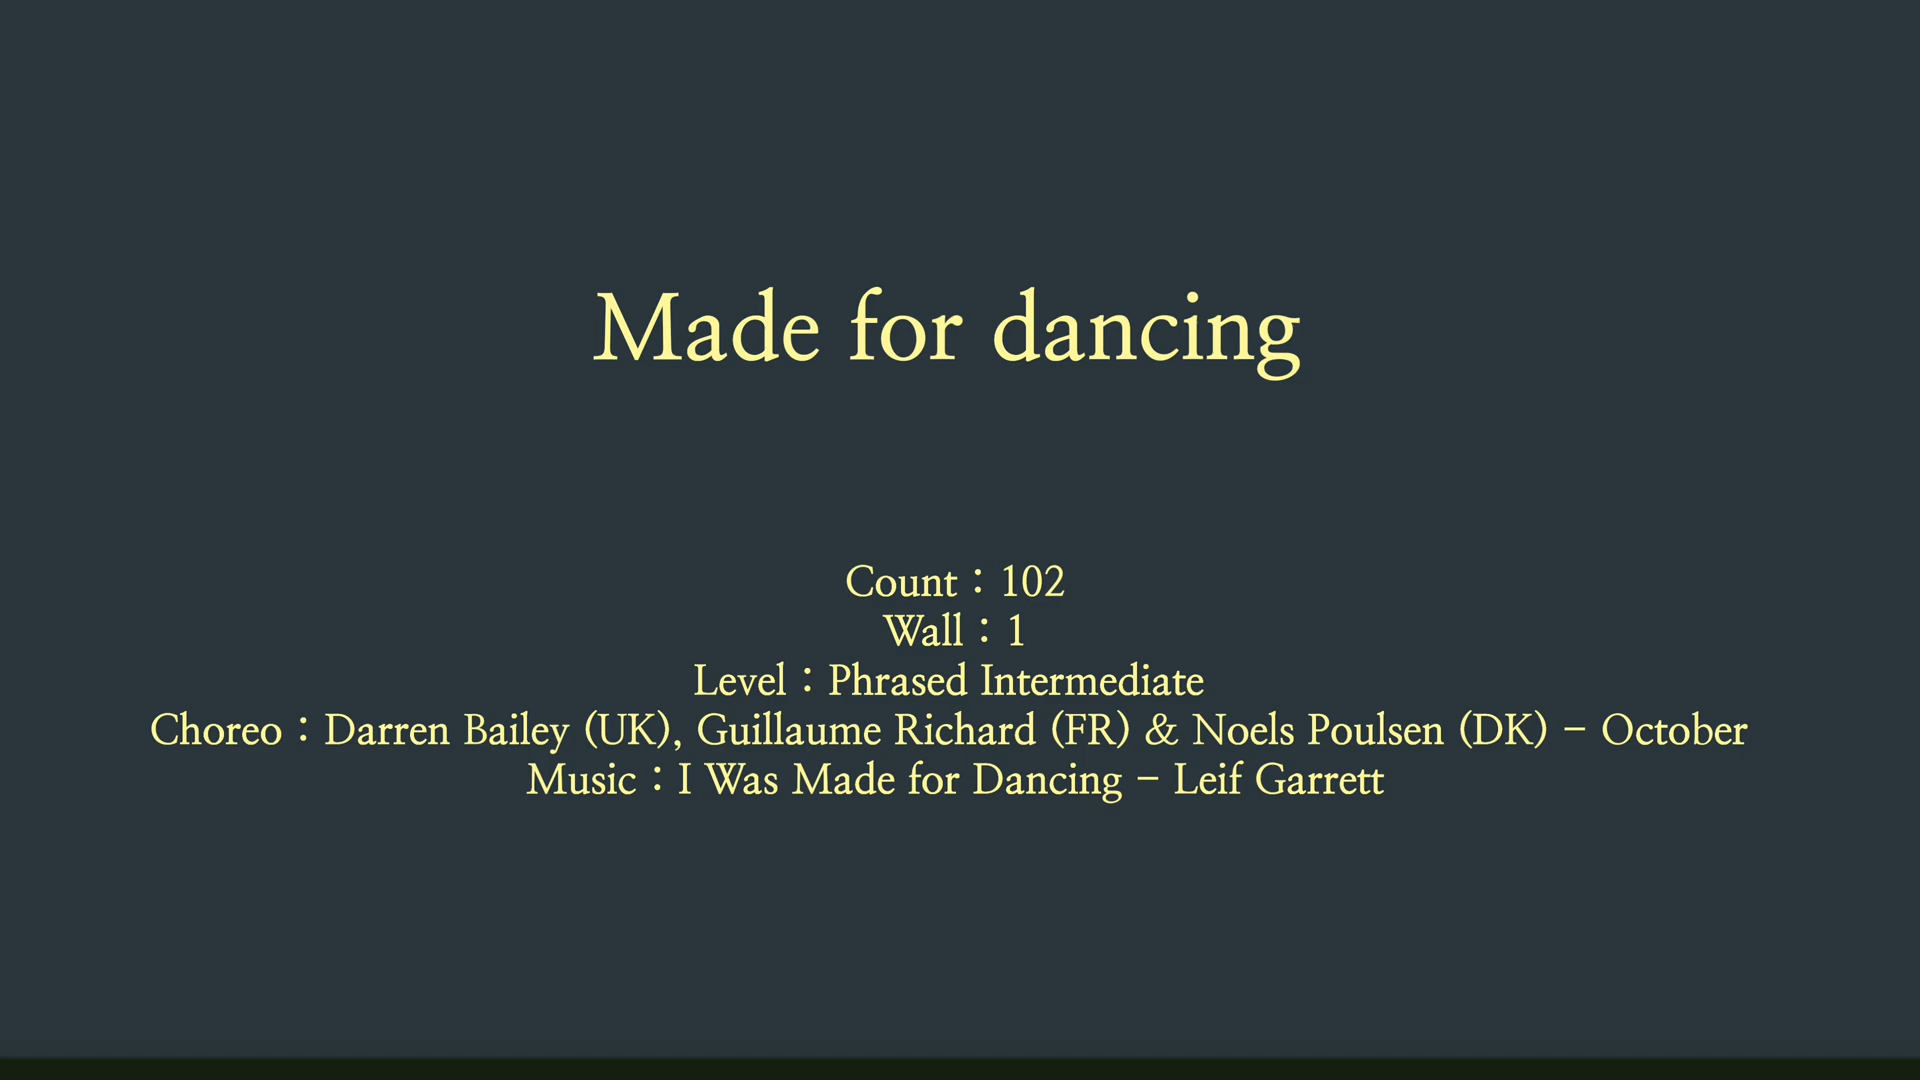 Made for dancing
Count : 102
Wall : 1
Level : Phrased Intermediate
Choreo : Darren Bailey (UK), Guillaume Richard (FR) & Noels Poulsen (DK) - October
Music : I Was Made for Dancing - Leif Garrett